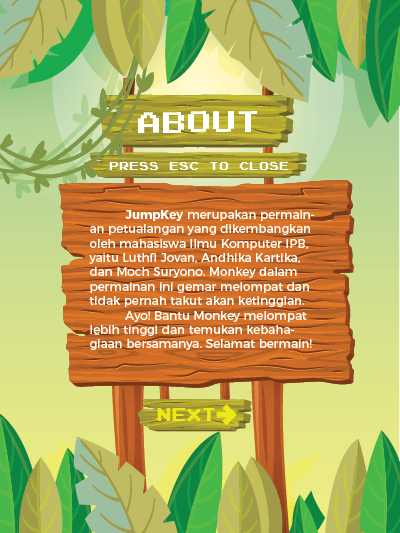 ABOUT
PRESS ESC TO CLOSE
JumpKey merupakan permain-
an petualangan yang dikembangkan
oleh mahasiswa Ilmu Komputer IPB,
yaitu Luthfi Jovan, Andhika Kartika,
dan Moch Suryono. Monkey dalam
permainan ini gemar melompat dan
tidak pernah takut akan ketinggian.
Ayo! Bantu Monkey melompat
lebih tinggi dan temukan kebaha-
giaan bersamanya. Selamat bermain!
NEXT